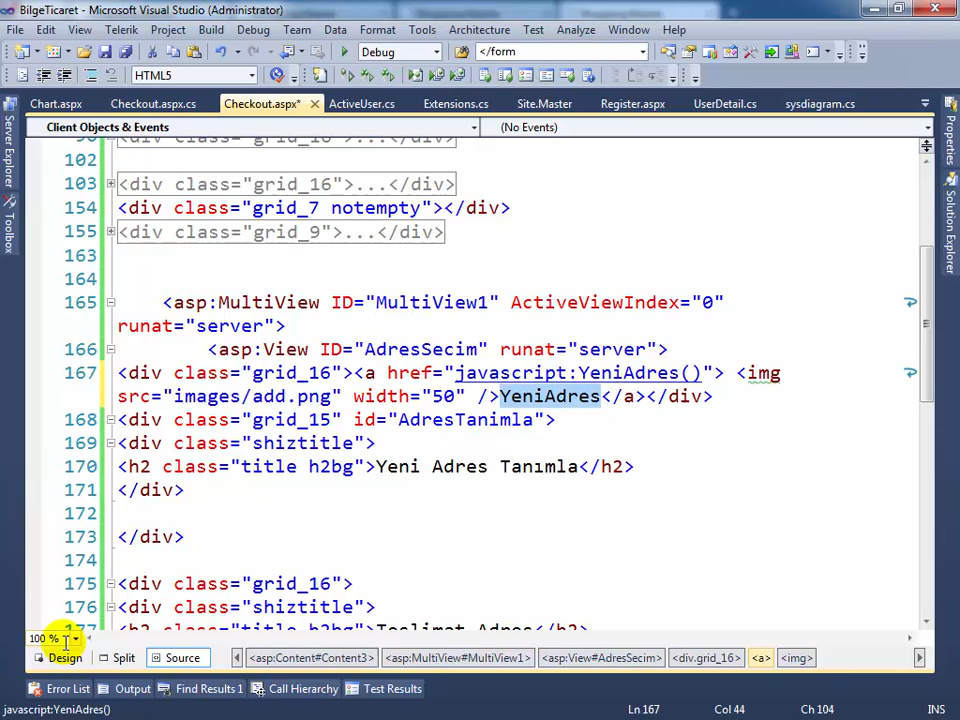 BilgeTicaret - Microsoft Visual Studio (Administrator)
File Edit View Telerik Project Build Debug Team Data Format Tools Architecture Test Analyze Window Help
Debug </form
HTML5
Chart.aspx Checkout.aspx.cs Checkout.aspx* ActiveUser.cs Extensions.cs Site.Master Register.aspx UserDetail.cs sysdiagram.cs
Client Objects & Events (No Events)
Server Explorer
Toolbox
Properties
Solution Explorer
102
103 <div class="grid_16">...</div>
154 <div class="grid_7 notempty"></div>
155 <div class="grid_9">...</div>
163
164
165 <asp:MultiView ID="MultiView1" ActiveViewIndex="0"
runat="server">
166 <asp:View ID="AdresSecim" runat="server">
167 <div class="grid_16"><a href="javascript:YeniAdres()"> <img
src="images/add.png" width="50" />YeniAdres</a></div>
168 <div class="grid_15" id="AdresTanimla">
169 <div class="shiztitle">
170 <h2 class="title h2bg">Yeni Adres Tanımla</h2>
171 </div>
172
173 </div>
174
175 <div class="grid_16">
176 <div class="shiztitle">
177 <h2 class="title h2bg">Teslimat Adres</h2>
100 %
Design Split Source <asp:Content#Content3> <asp:MultiView#MultiView1> <asp:View#AdresSecim> <div.grid_16> <a> <img>
Error List Output Find Results 1 Call Hierarchy Test Results
javascript:YeniAdres() Ln 167 Col 44 Ch 104 INS